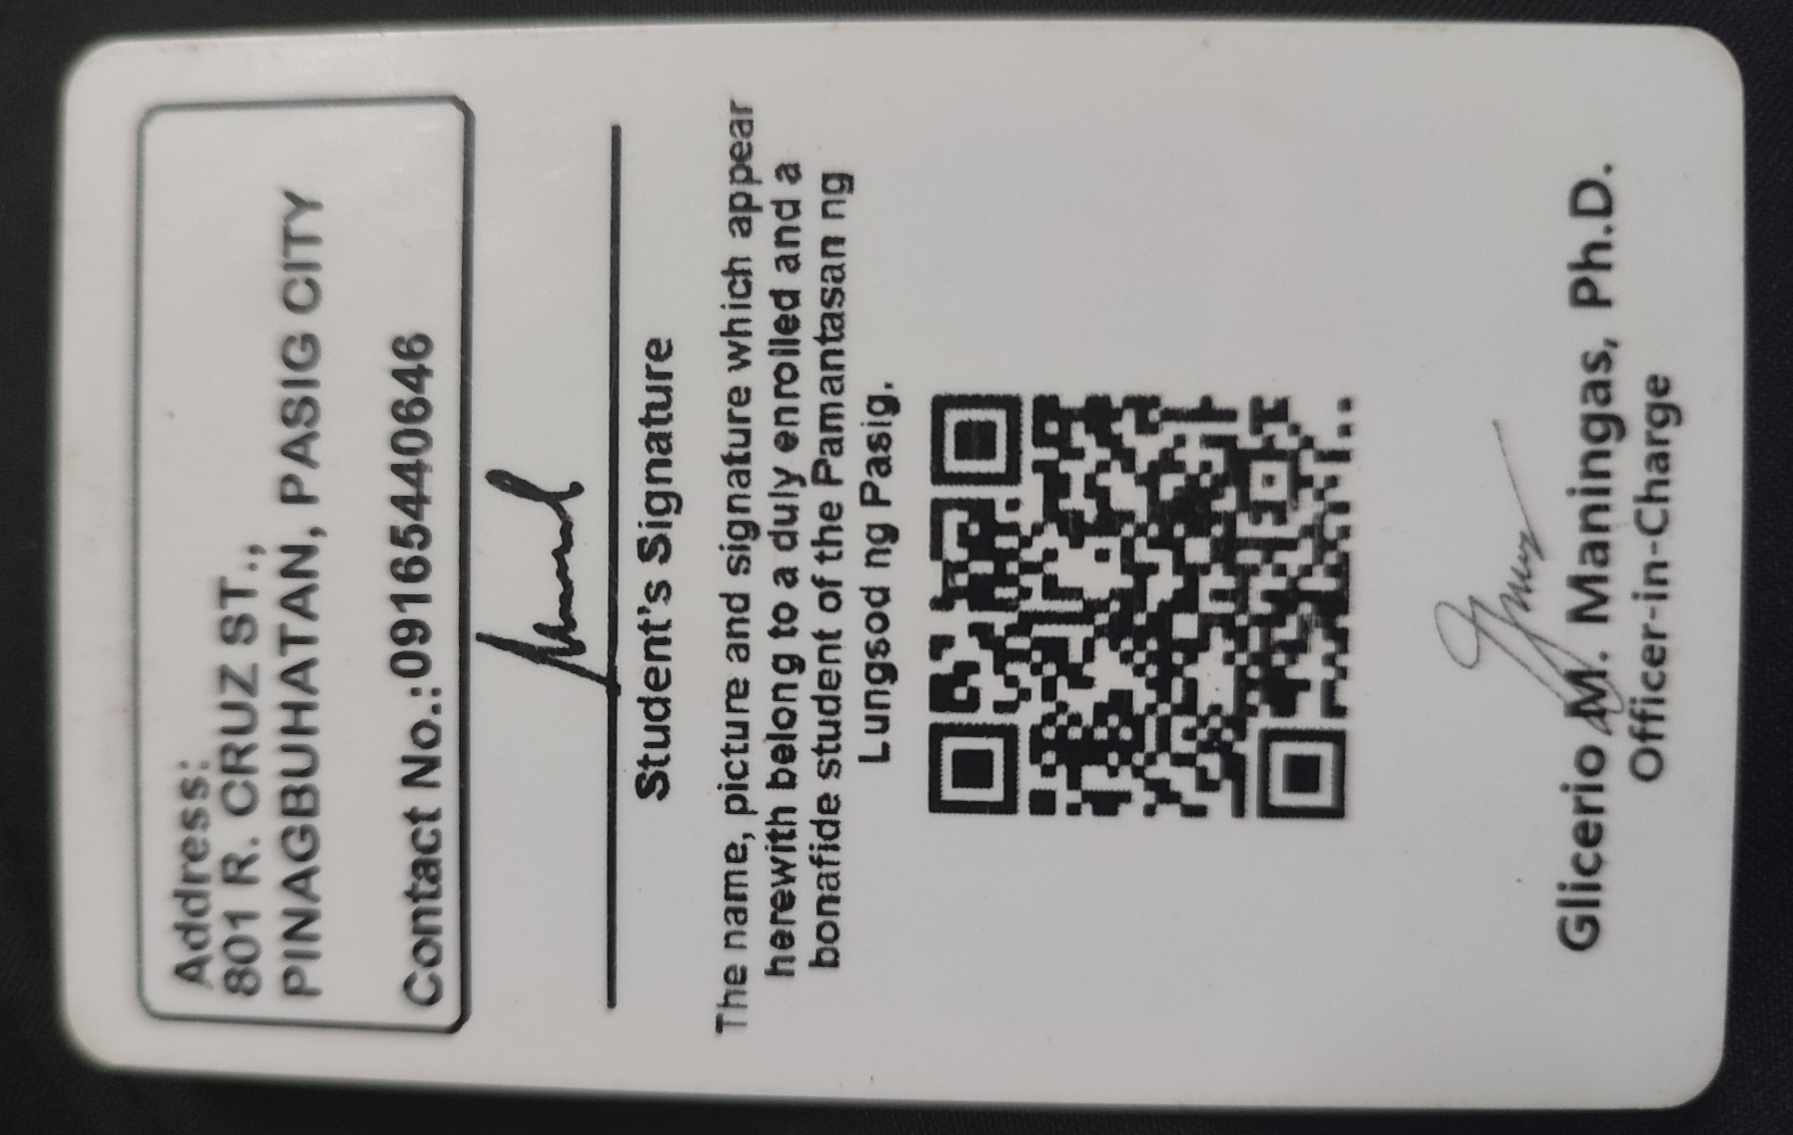 Address:
801 R. CRUZ ST.,
PINAGBUHATAN, PASIG CITY
Contact No.:09165440646
Student's Signature
The name, picture and signature which appear
herewith belong to a duly enrolled and a
bonafide student of the Pamantasan ng
Lungsod ng Pasig.
Glicerio M. Maningas, Ph.D.
Officer-in-Charge